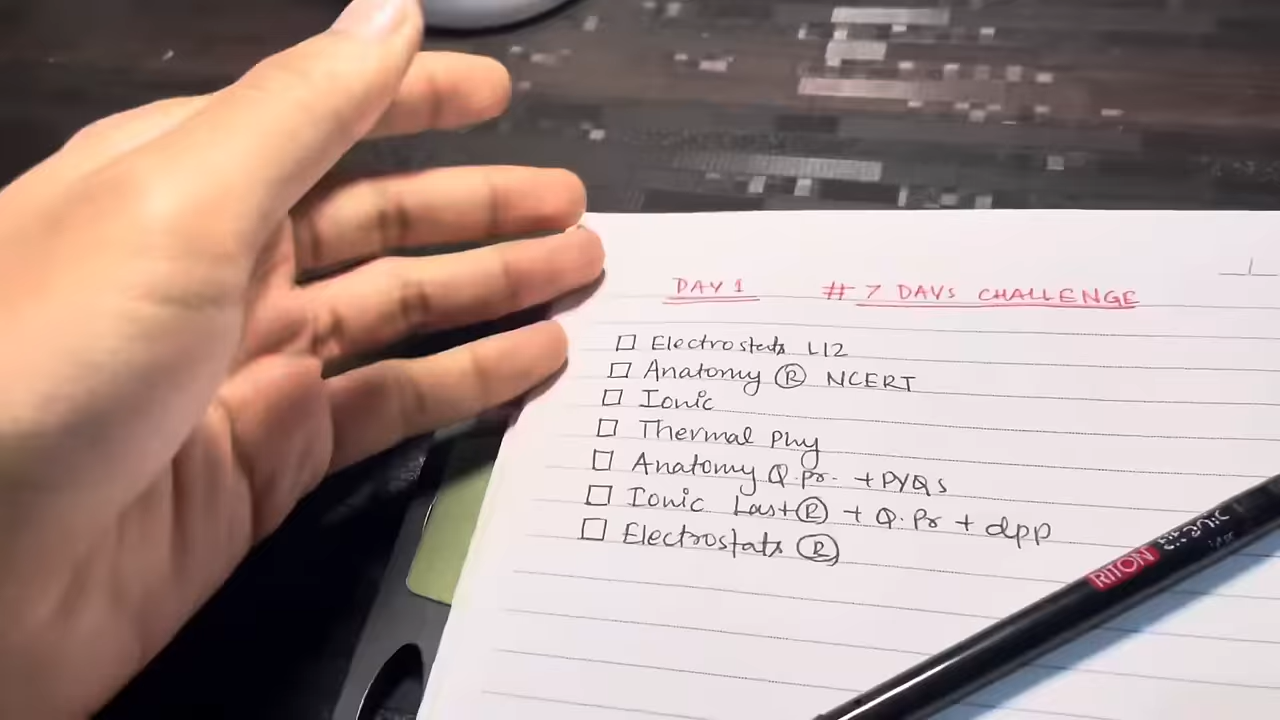 DAY 1 # 7 DAYS CHALLENGE
☐ Electrostats L12
☐ Anatomy Ⓡ NCERT
☐ Ionic
☐ Thermal Phy
☐ Anatomy Q.Pr. + PYQs
☐ Ionic Last Ⓡ + Q.Pr + dpp
☐ Electrostats Ⓡ
RITON